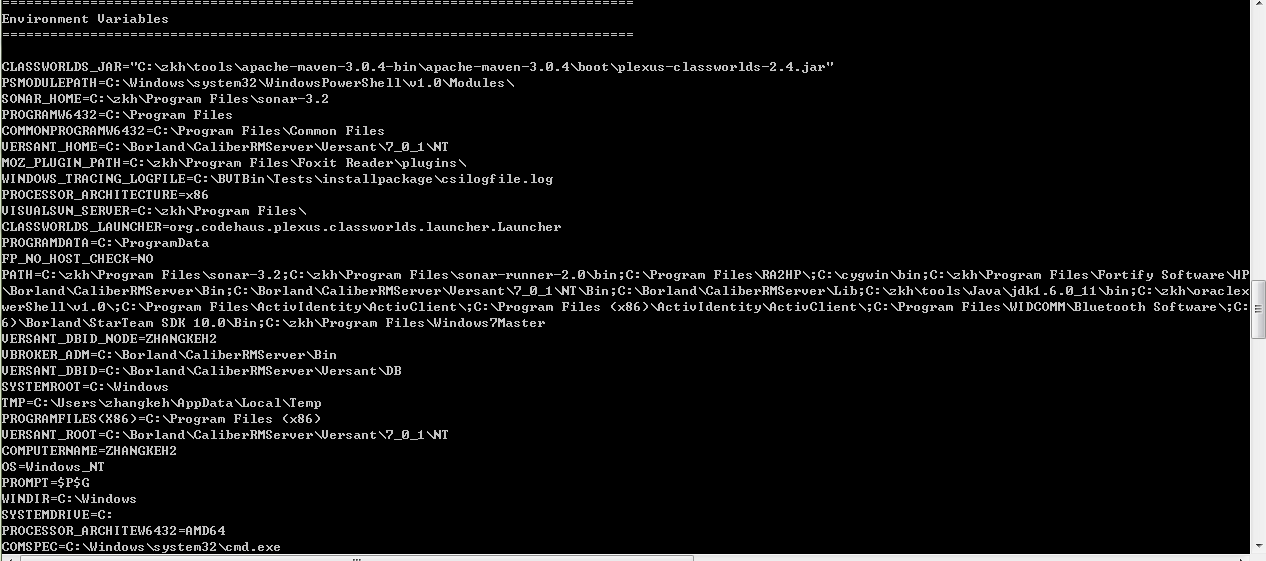 ===============================================================================
Environment Variables
===============================================================================
CLASSWORLDS_JAR="C:\zkh\tools\apache-maven-3.0.4-bin\apache-maven-3.0.4\boot\plexus-classworlds-2.4.jar"
PSMODULEPATH=C:\Windows\system32\WindowsPowerShell\v1.0\Modules\
SONAR_HOME=C:\zkh\Program Files\sonar-3.2
PROGRAMW6432=C:\Program Files
COMMONPROGRAMW6432=C:\Program Files\Common Files
VERSANT_HOME=C:\Borland\CaliberRMServer\Versant\7_0_1\NT
MOZ_PLUGIN_PATH=C:\zkh\Program Files\Foxit Reader\plugins\
WINDOWS_TRACING_LOGFILE=C:\BVTBin\Tests\installpackage\csilogfile.log
PROCESSOR_ARCHITECTURE=x86
VISUALSVN_SERVER=C:\zkh\Program Files\
CLASSWORLDS_LAUNCHER=org.codehaus.plexus.classworlds.launcher.Launcher
PROGRAMDATA=C:\ProgramData
FP_NO_HOST_CHECK=NO
PATH=C:\zkh\Program Files\sonar-3.2;C:\zkh\Program Files\sonar-runner-2.0\bin;C:\Program Files\RA2HP\;C:\cygwin\bin;C:\zkh\Program Files\Fortify Software\HP
\Borland\CaliberRMServer\Bin;C:\Borland\CaliberRMServer\Versant\7_0_1\NT\Bin;C:\Borland\CaliberRMServer\Lib;C:\zkh\tools\Java\jdk1.6.0_11\bin;C:\zkh\oraclex
werShell\v1.0\;C:\Program Files\ActivIdentity\ActivClient\;C:\Program Files (x86)\ActivIdentity\ActivClient\;C:\Program Files\WIDCOMM\Bluetooth Software\;C:
6)\Borland\StarTeam SDK 10.0\Bin;C:\zkh\Program Files\Windows7Master
VERSANT_DBID_NODE=ZHANGKEH2
VBROKER_ADM=C:\Borland\CaliberRMServer\Bin
VERSANT_DBID=C:\Borland\CaliberRMServer\Versant\DB
SYSTEMROOT=C:\Windows
TMP=C:\Users\zhangkeh\AppData\Local\Temp
PROGRAMFILES(X86)=C:\Program Files (x86)
VERSANT_ROOT=C:\Borland\CaliberRMServer\Versant\7_0_1\NT
COMPUTERNAME=ZHANGKEH2
OS=Windows_NT
PROMPT=$P$G
WINDIR=C:\Windows
SYSTEMDRIVE=C:
PROCESSOR_ARCHITEW6432=AMD64
COMSPEC=C:\Windows\system32\cmd.exe